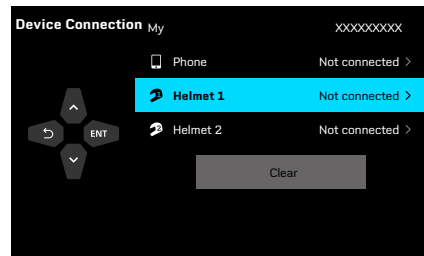 Device Connection My XXXXXXXXX
Phone Not connected >
Helmet 1 Not connected >
ENT Helmet 2 Not connected >
Clear